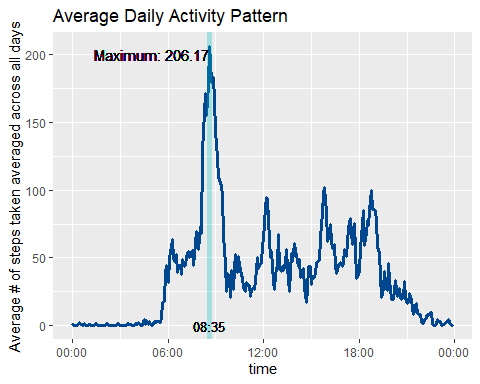 Average Daily Activity Pattern
Average # of steps taken averaged across all days
200
150
100
50
0
Maximum: 206.17
08:35
00:00 06:00 12:00 18:00 00:00
time